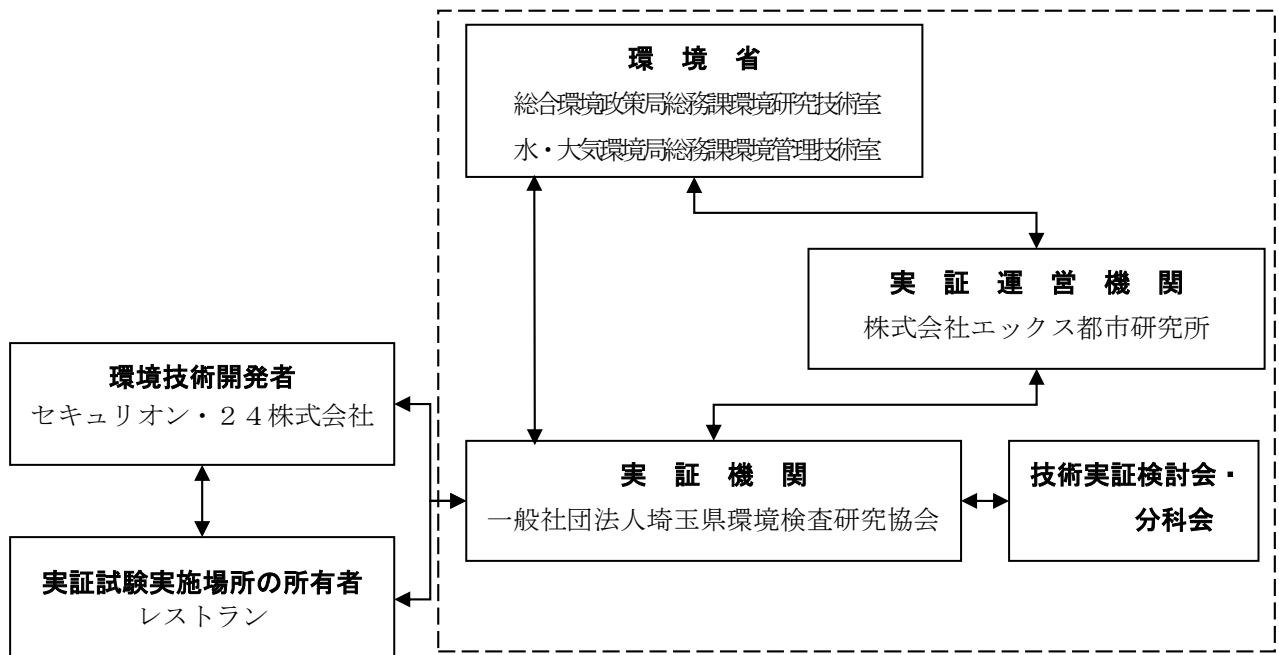 環　境　省
総合環境政策局総務課環境研究技術室
水・大気環境局総務課環境管理技術室
実　証　運　営　機　関
株式会社エックス都市研究所
環境技術開発者
セキュリオン・２４株式会社
実　証　機　関
一般社団法人埼玉県環境検査研究協会
技術実証検討会・
分科会
実証試験実施場所の所有者
レストラン